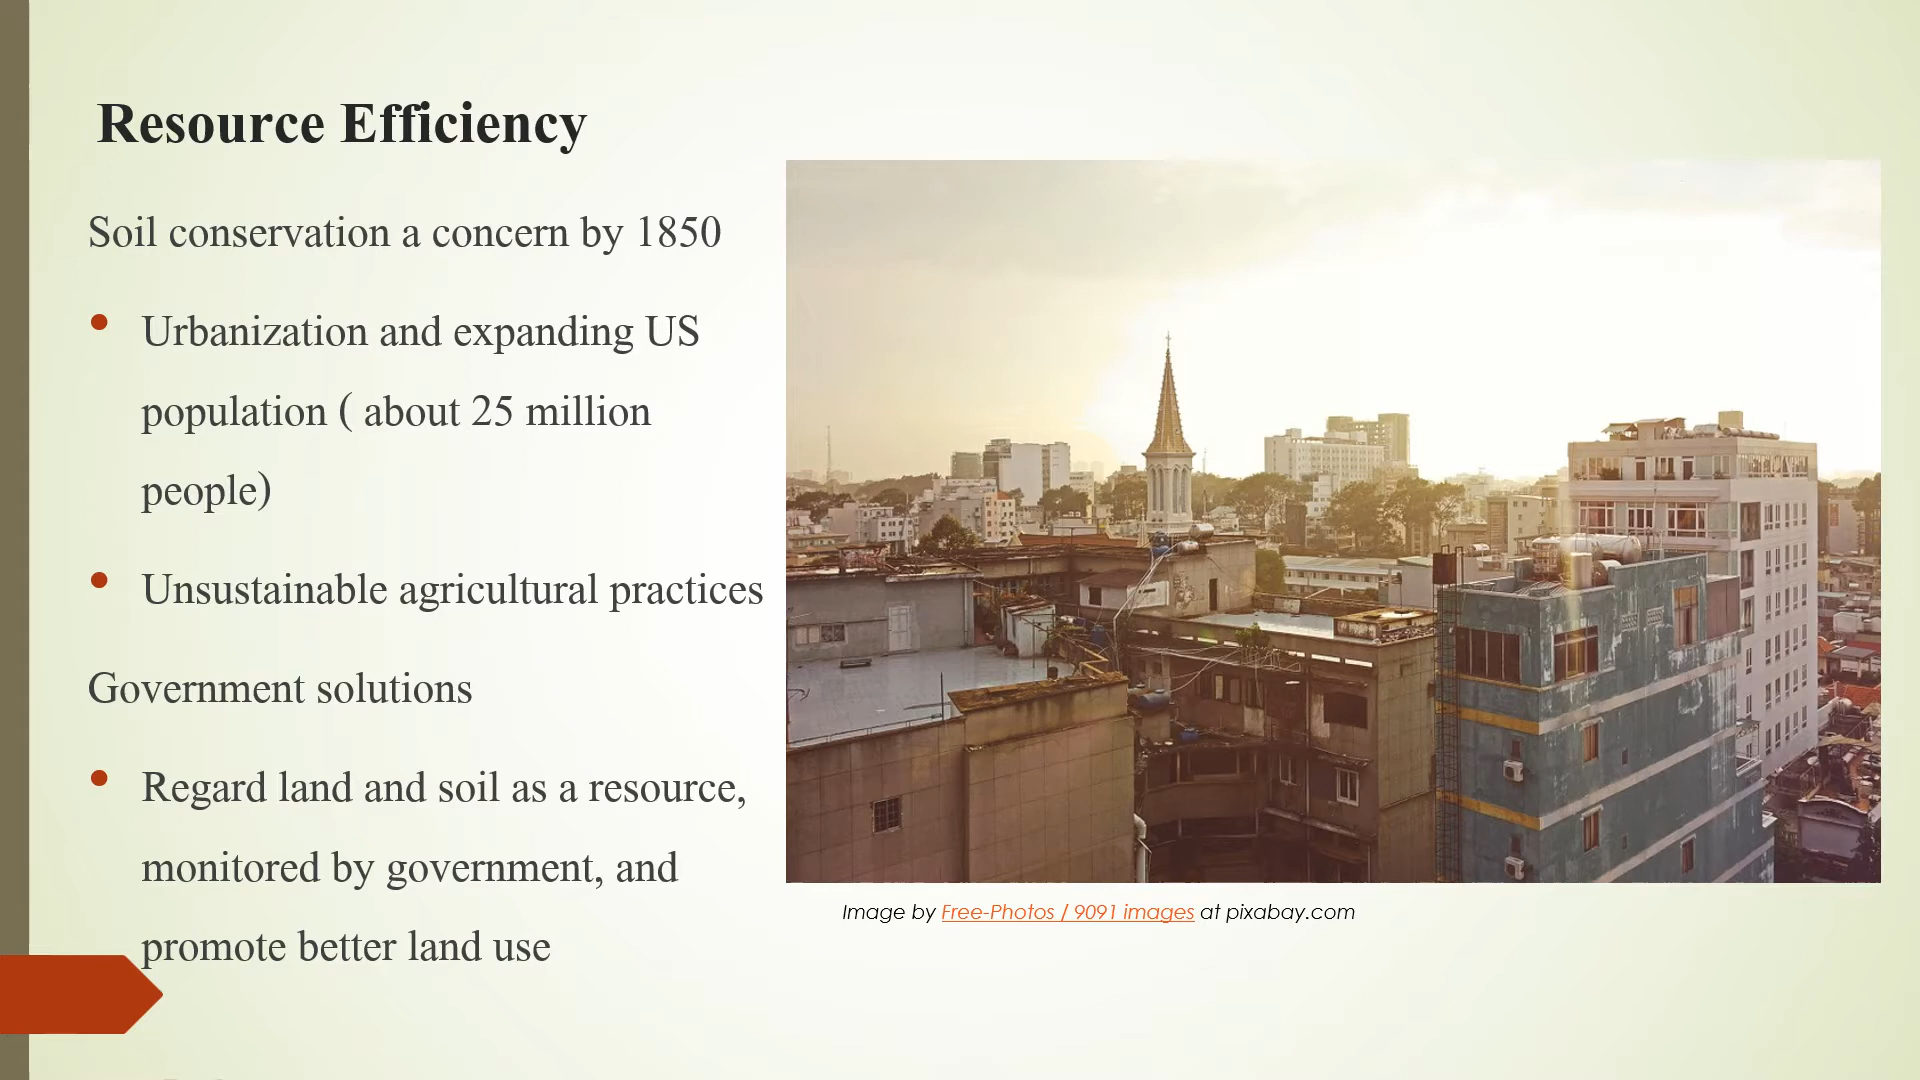 Resource Efficiency
Soil conservation a concern by 1850
• Urbanization and expanding US
population ( about 25 million
people)
• Unsustainable agricultural practices
Government solutions
• Regard land and soil as a resource,
monitored by government, and
promote better land use
Image by Free-Photos / 9091 images at pixabay.com